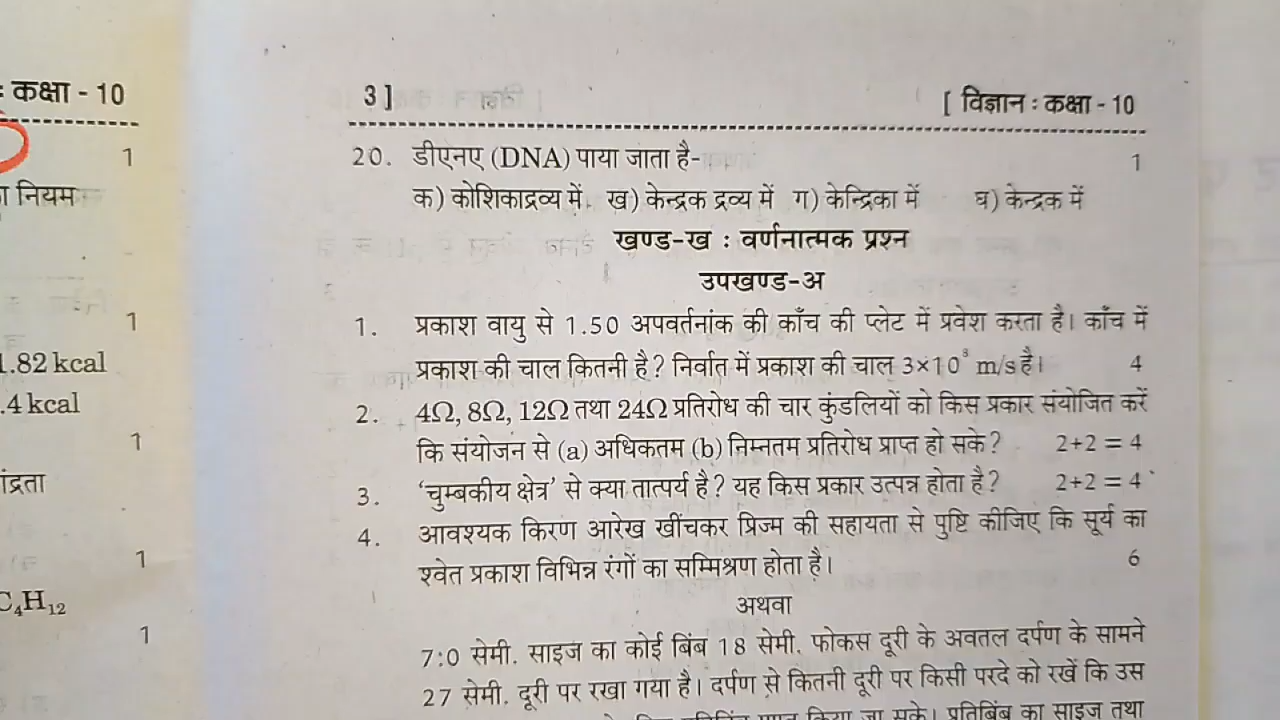 कक्षा - 10
1
नियम
1
1.82 kcal
.4 kcal
1
1
C₄H₁₂
1
3 ]
[ विज्ञान : कक्षा - 10
20. डीएनए (DNA) पाया जाता है- 1
क) कोशिकाद्रव्य में ख) केन्द्रक द्रव्य में ग) केन्द्रिका में घ) केन्द्रक में
खण्ड-ख : वर्णनात्मक प्रश्न
उपखण्ड-अ
1. प्रकाश वायु से 1.50 अपवर्तनांक की काँच की प्लेट में प्रवेश करता है। काँच में
प्रकाश की चाल कितनी है? निर्वात में प्रकाश की चाल 3×10⁸ m/s है। 4
2. 4Ω, 8Ω, 12Ω तथा 24Ω प्रतिरोध की चार कुंडलियों को किस प्रकार संयोजित करें
कि संयोजन से (a) अधिकतम (b) निम्नतम प्रतिरोध प्राप्त हो सके? 2+2 = 4
3. 'चुम्बकीय क्षेत्र' से क्या तात्पर्य है? यह किस प्रकार उत्पन्न होता है? 2+2 = 4
4. आवश्यक किरण आरेख खींचकर प्रिज्म की सहायता से पुष्टि कीजिए कि सूर्य का
श्वेत प्रकाश विभिन्न रंगों का सम्मिश्रण होता है। 6
अथवा
7:0 सेमी. साइज का कोई बिंब 18 सेमी. फोकस दूरी के अवतल दर्पण के सामने
27 सेमी. दूरी पर रखा गया है। दर्पण से कितनी दूरी पर किसी परदे को रखें कि उस
किया जा सके। प्रतिबिंब का साइज तथा